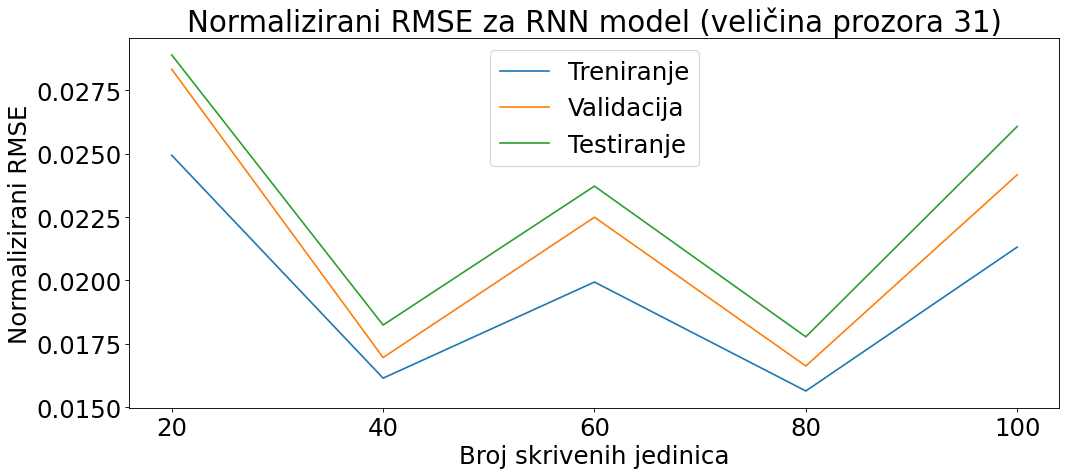 Normalizirani RMSE za RNN model (veličina prozora 31)
Treniranje
Validacija
Testiranje
Normalizirani RMSE
0.0275
0.0250
0.0225
0.0200
0.0175
0.0150
20 40 60 80 100
Broj skrivenih jedinica